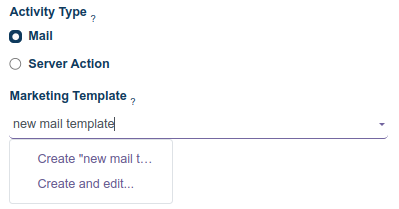 Activity Type ?
Mail
Server Action
Marketing Template ?
new mail template
Create "new mail t...
Create and edit...